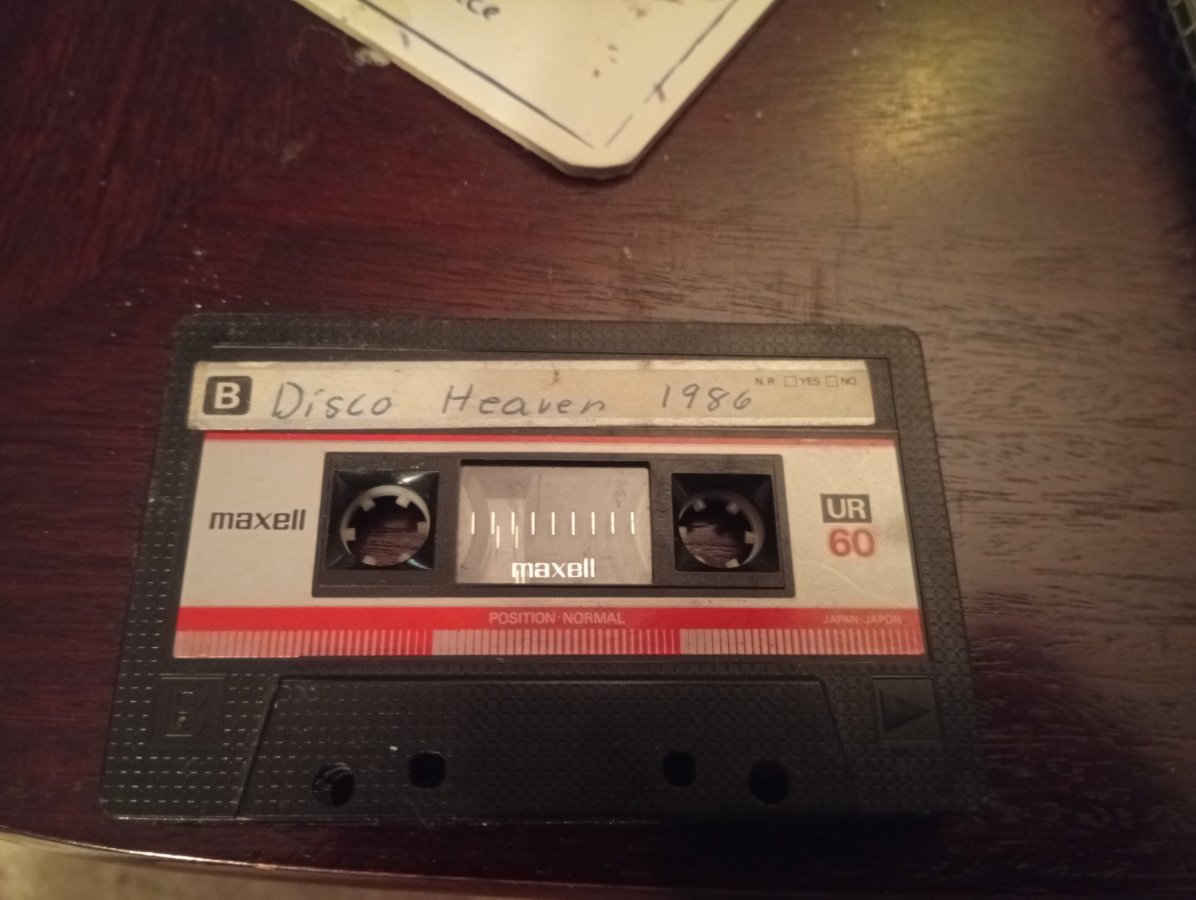 B Disco Heaven 1986 N R YES NO
maxell
maxell
UR
60
POSITION·NORMAL
JAPAN·JAPON
B